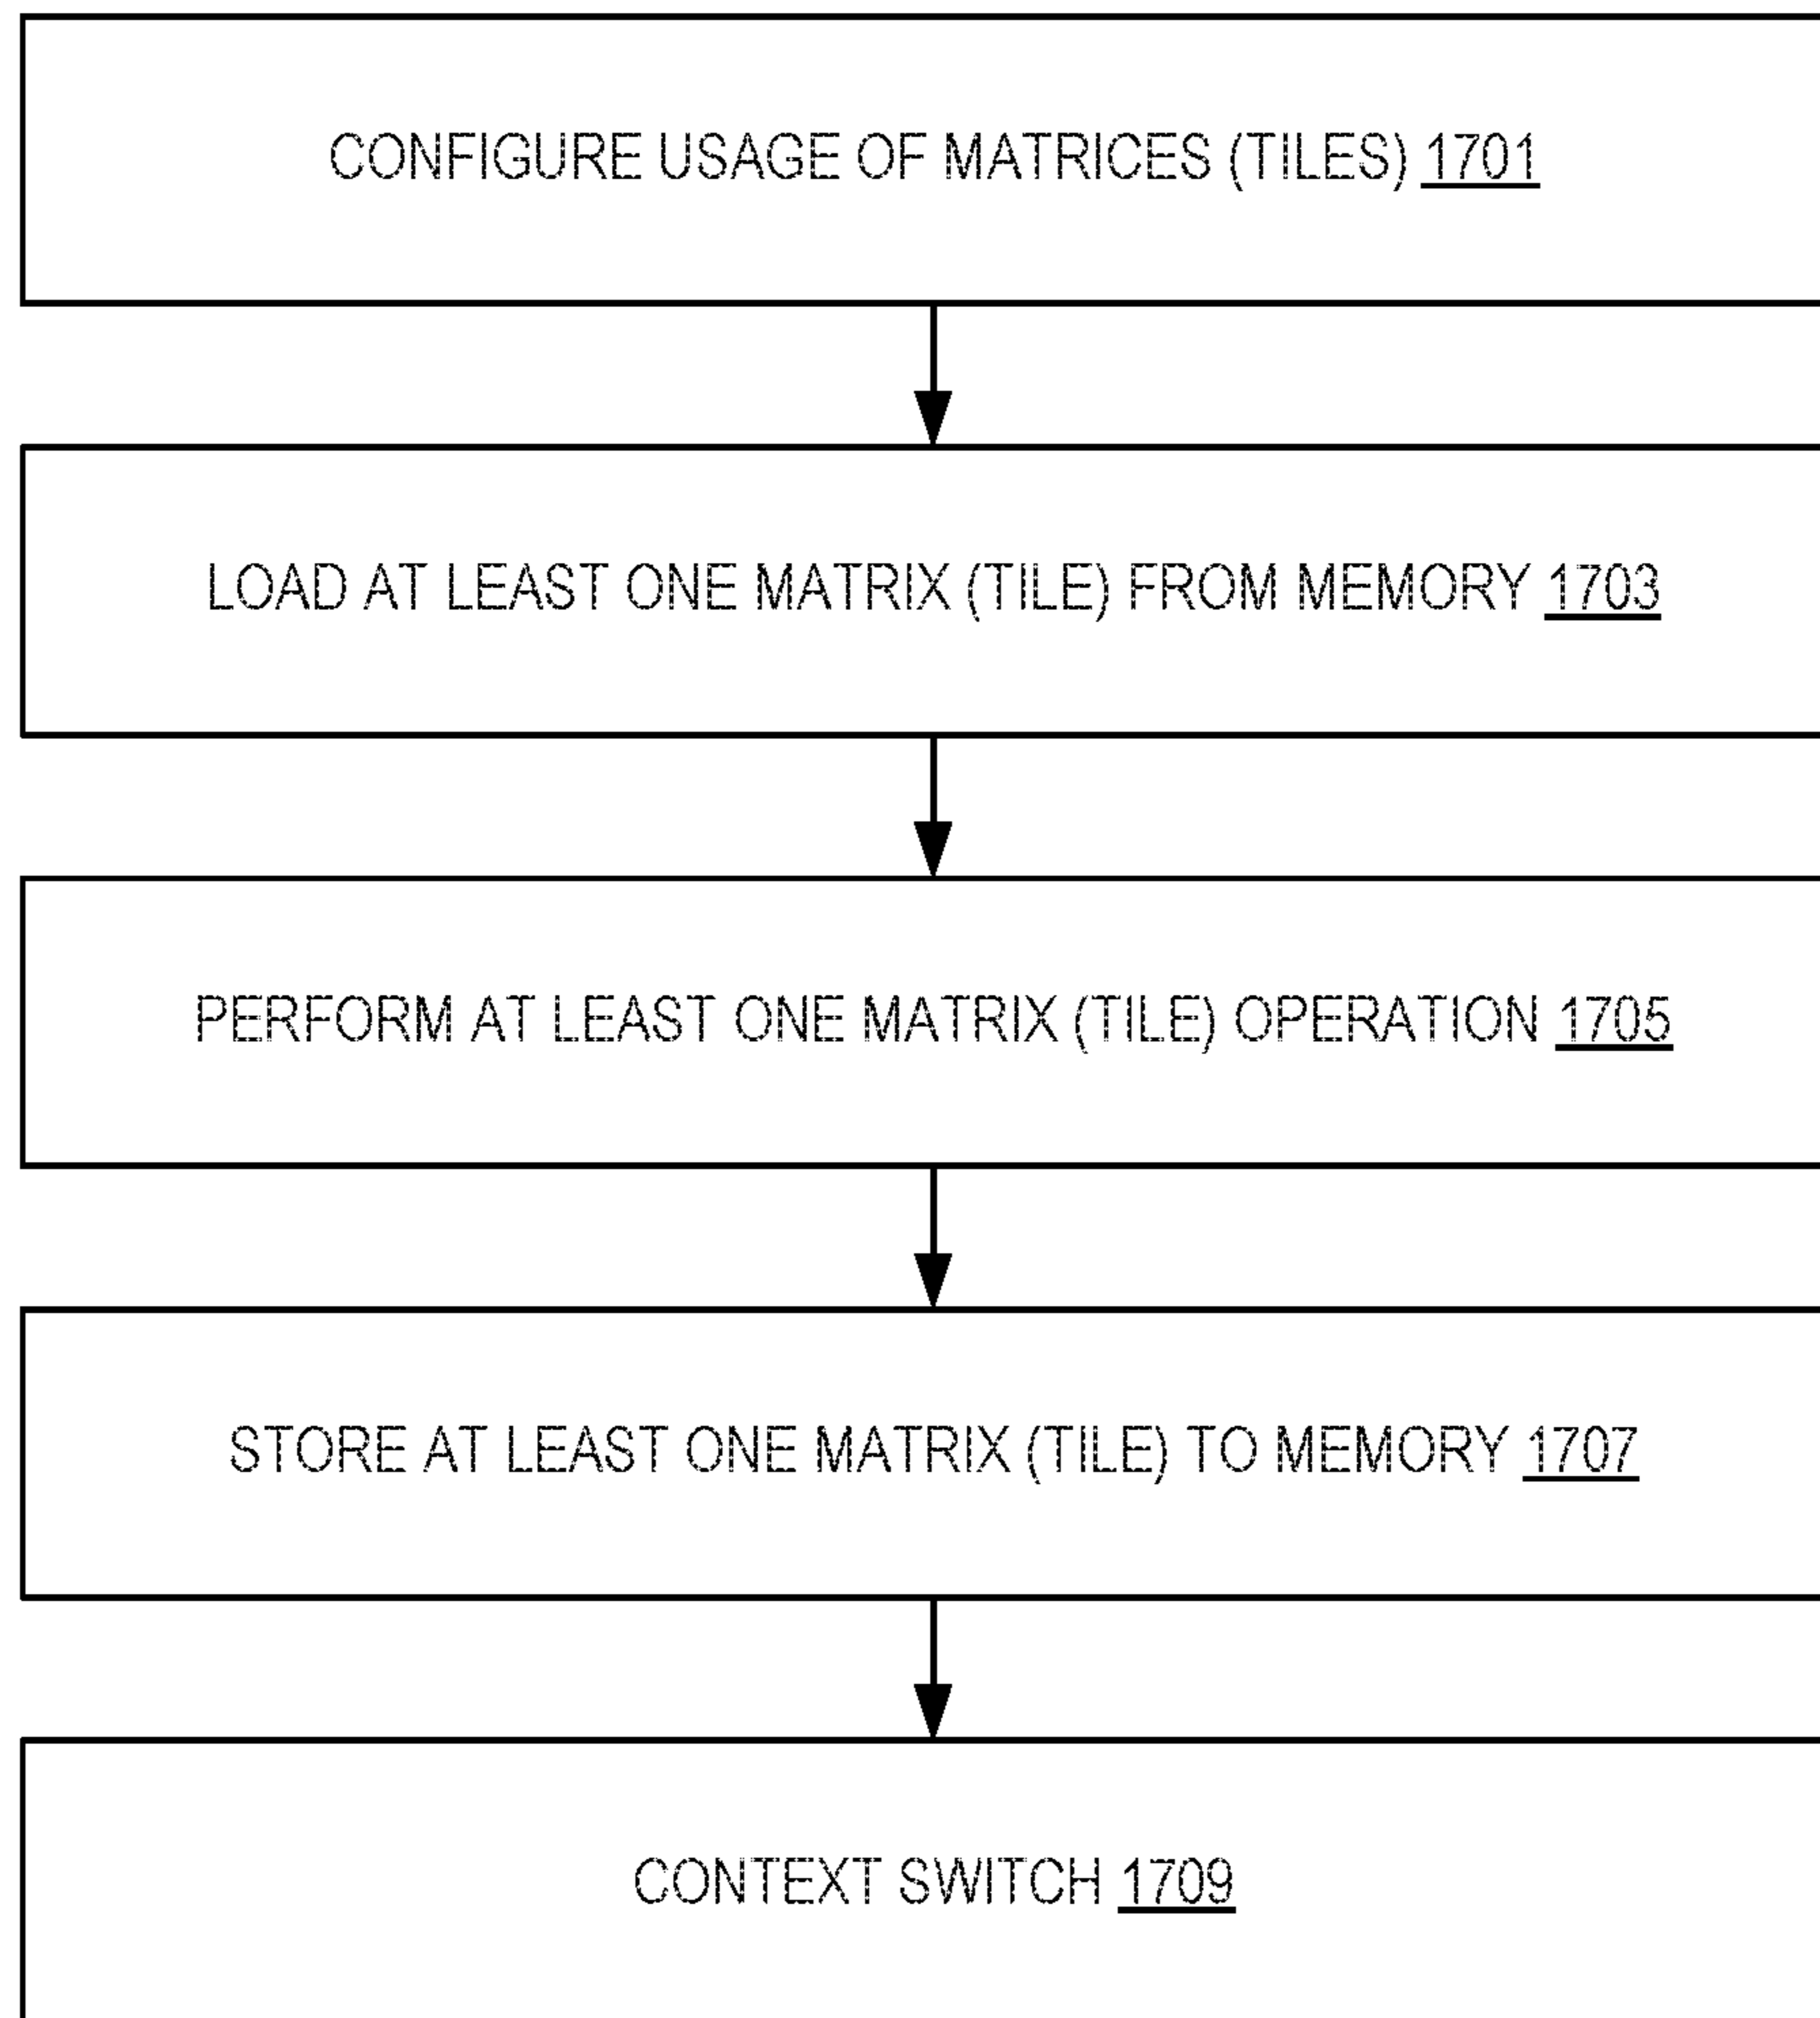 CONFIGURE USAGE OF MATRICES (TILES) 1701
LOAD AT LEAST ONE MATRIX (TILE) FROM MEMORY 1703
PERFORM AT LEAST ONE MATRIX (TILE) OPERATION 1705
STORE AT LEAST ONE MATRIX (TILE) TO MEMORY 1707
CONTEXT SWITCH 1709